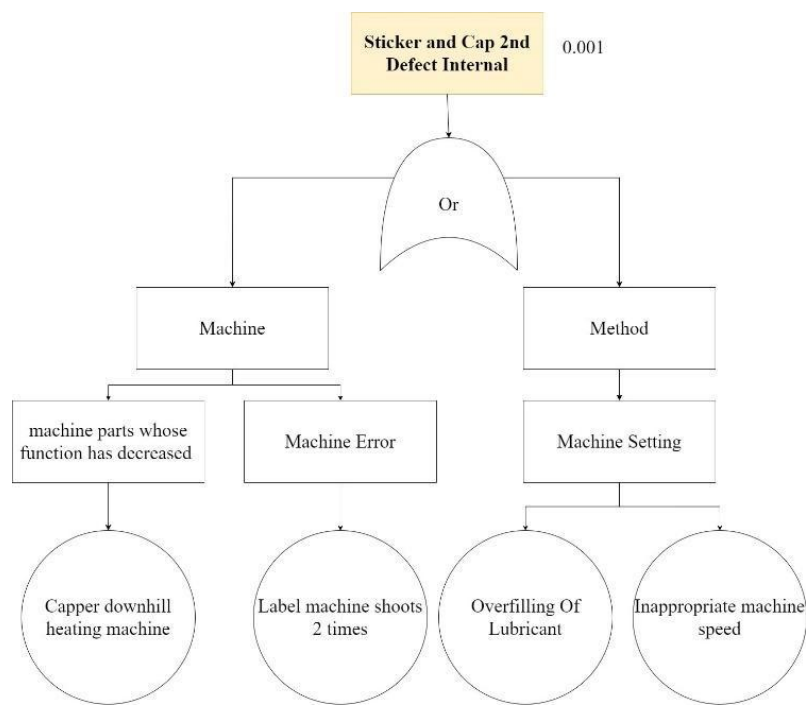 Sticker and Cap 2nd
Defect Internal
0.001
Or
Machine
Method
machine parts whose
function has decreased
Machine Error
Machine Setting
Capper downhill
heating machine
Label machine shoots
2 times
Overfilling Of
Lubricant
Inappropriate machine
speed